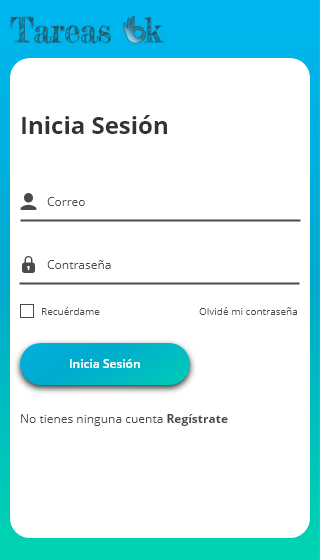 Tareas Ok
Inicia Sesión
Correo
Contraseña
Recuérdame Olvidé mi contraseña
Inicia Sesión
No tienes ninguna cuenta Regístrate